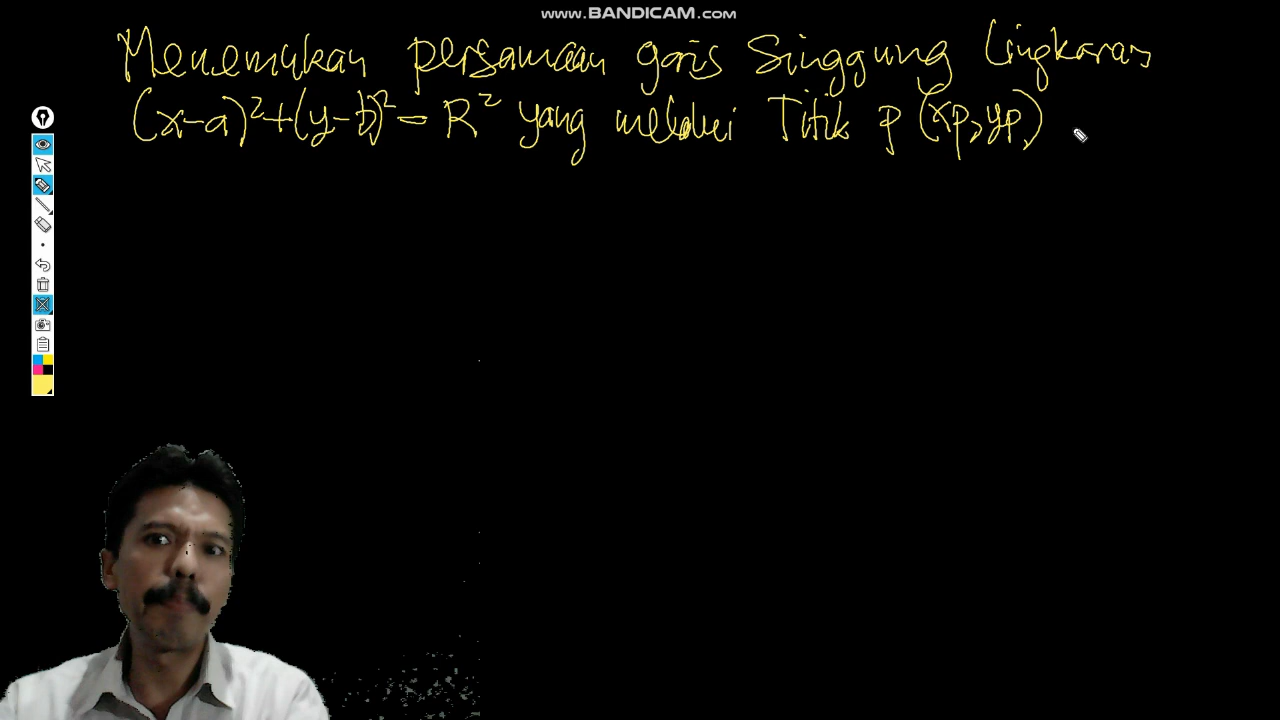 www.BANDICAM.com
Menemukan persamaan garis Singgung Lingkaran
(x-a)²+(y-b)² = R² yang melalui Titik P (xp, yp)